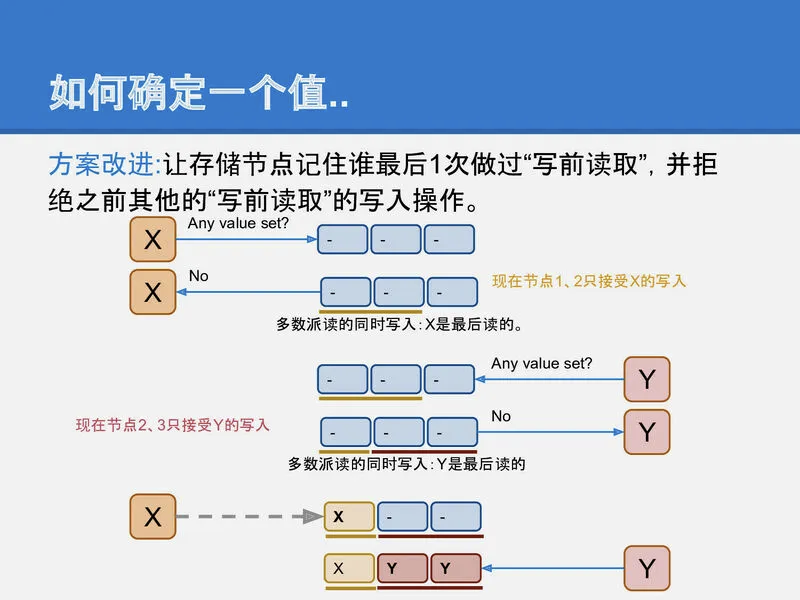 如何确定一个值..
方案改进:让存储节点记住谁最后1次做过“写前读取”, 并拒
绝之前其他的“写前读取”的写入操作。
X
Any value set?
- - -
X
No
- - -
现在节点1、2只接受X的写入
多数派读的同时写入：X是最后读的。
- - -
Any value set?
Y
现在节点2、3只接受Y的写入
- - -
No
Y
多数派读的同时写入：Y是最后读的
X
X - -
X Y Y
Y